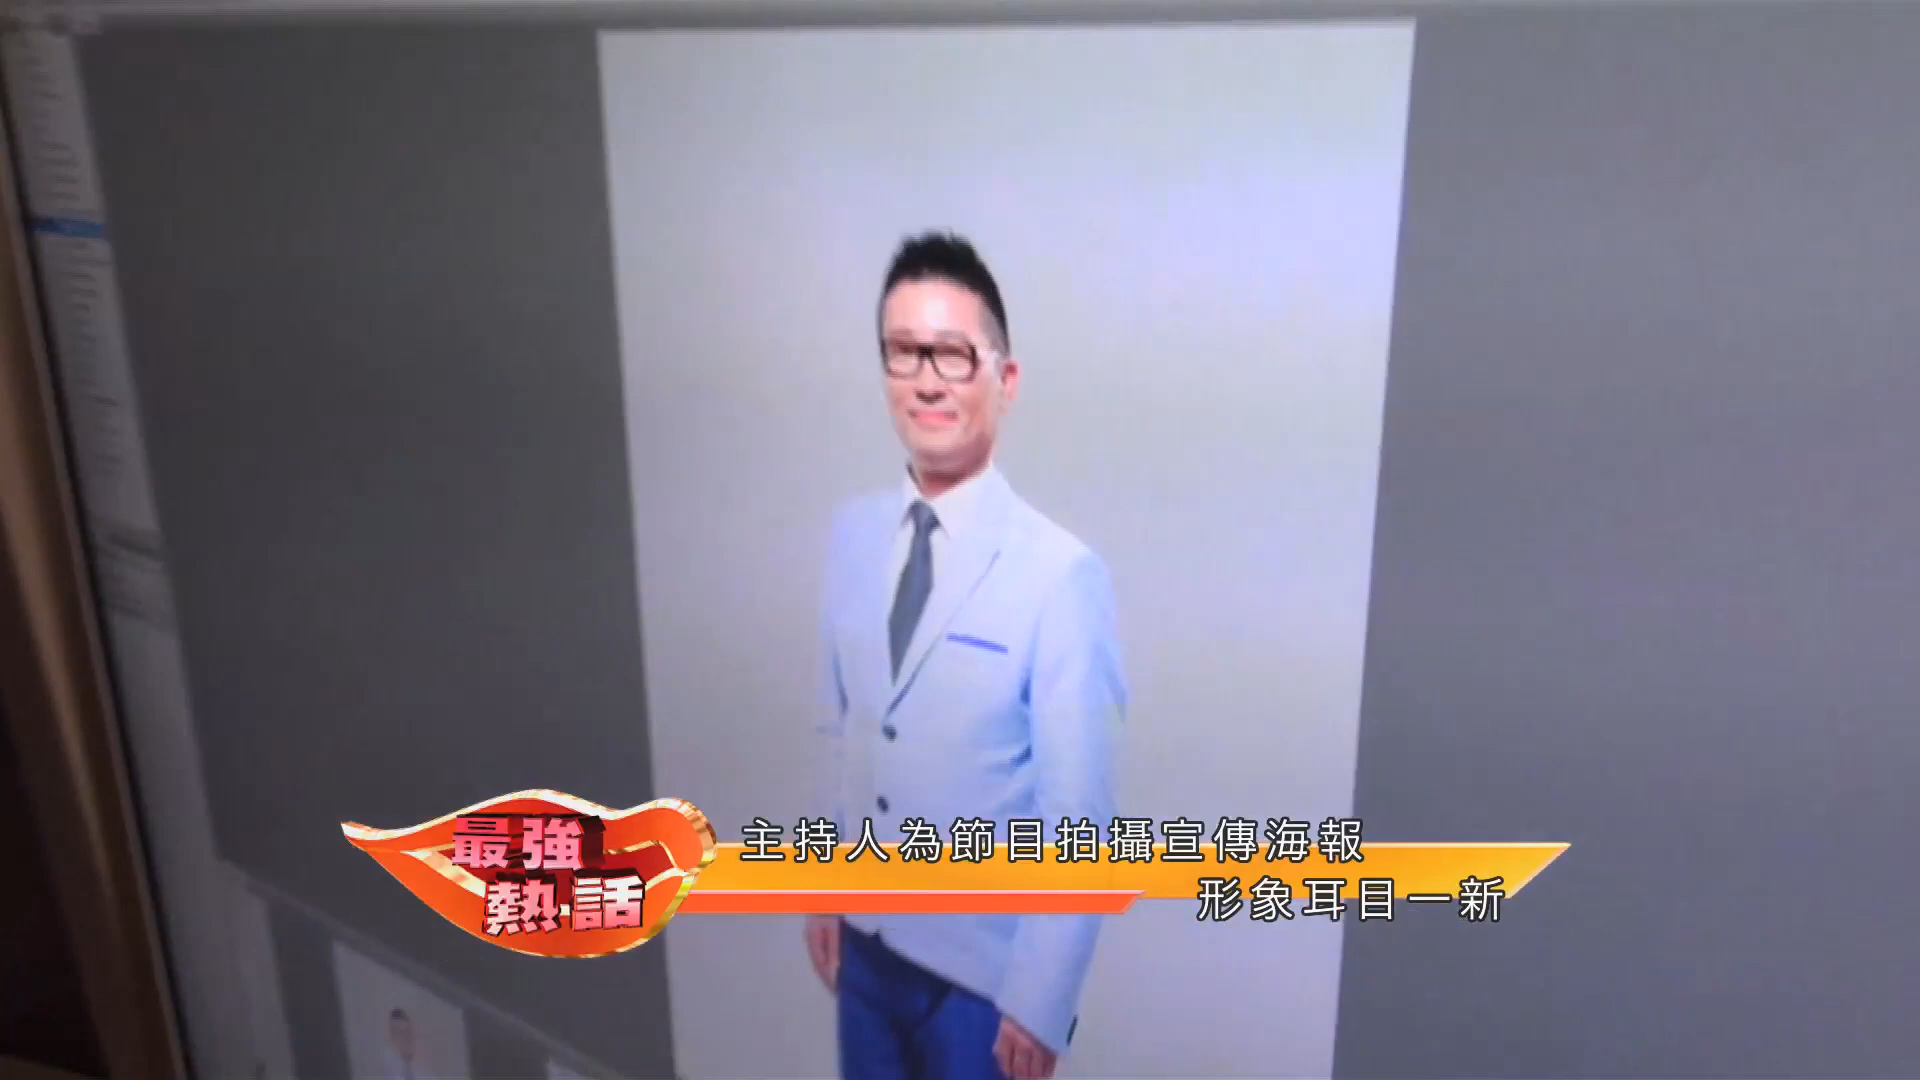 最強
熱·話
主持人為節目拍攝宣傳海報
形象耳目一新